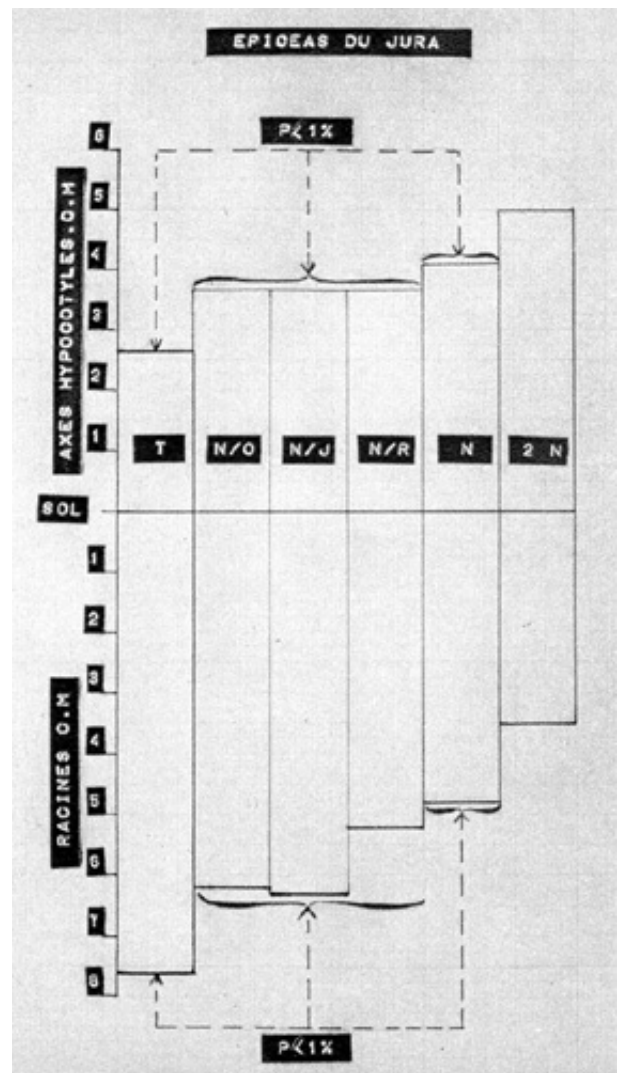 EPICEAS DU JURA
P<1%
6
5
4
3
2
1
AXES HYPOCOTYLES.C.M
T
N/O
N/J
N/R
N
2 N
SOL
1
2
3
4
5
6
7
8
RACINES C.M
P<1%